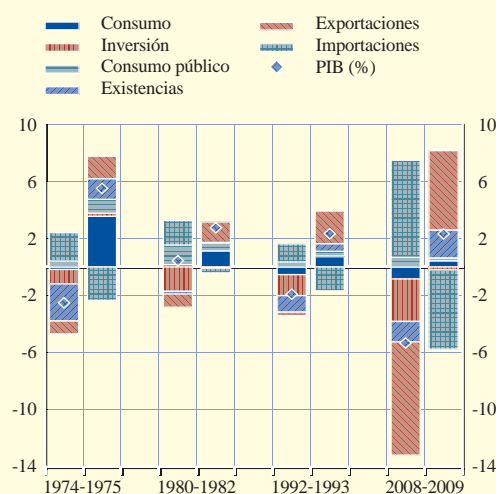 Consumo
Inversión
Consumo público
Existencias
Exportaciones
Importaciones
PIB (%)
10 10
6 6
2 2
-2 -2
-6 -6
-10 -10
-14 -14
1974-1975 1980-1982 1992-1993 2008-2009